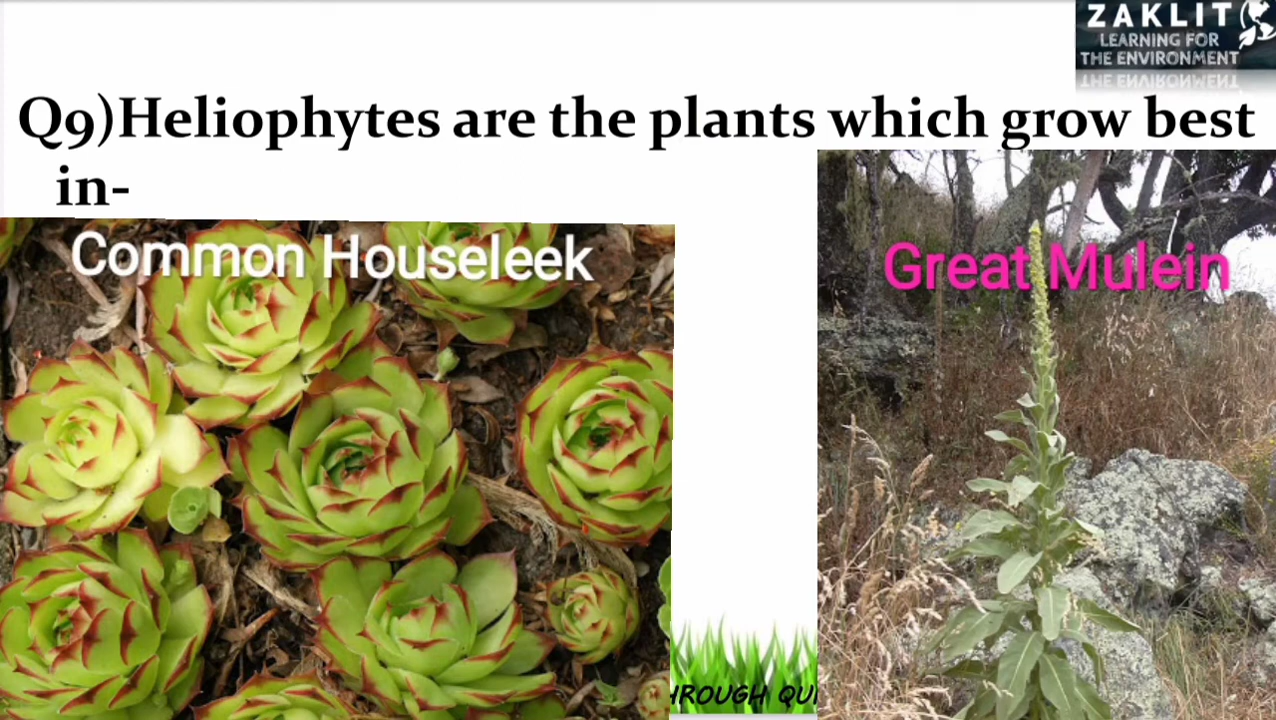 ZAKLIT
LEARNING FOR
THE ENVIRONMENT
Q9)Heliophytes are the plants which grow best
in-
Common Houseleek
Great Mulein